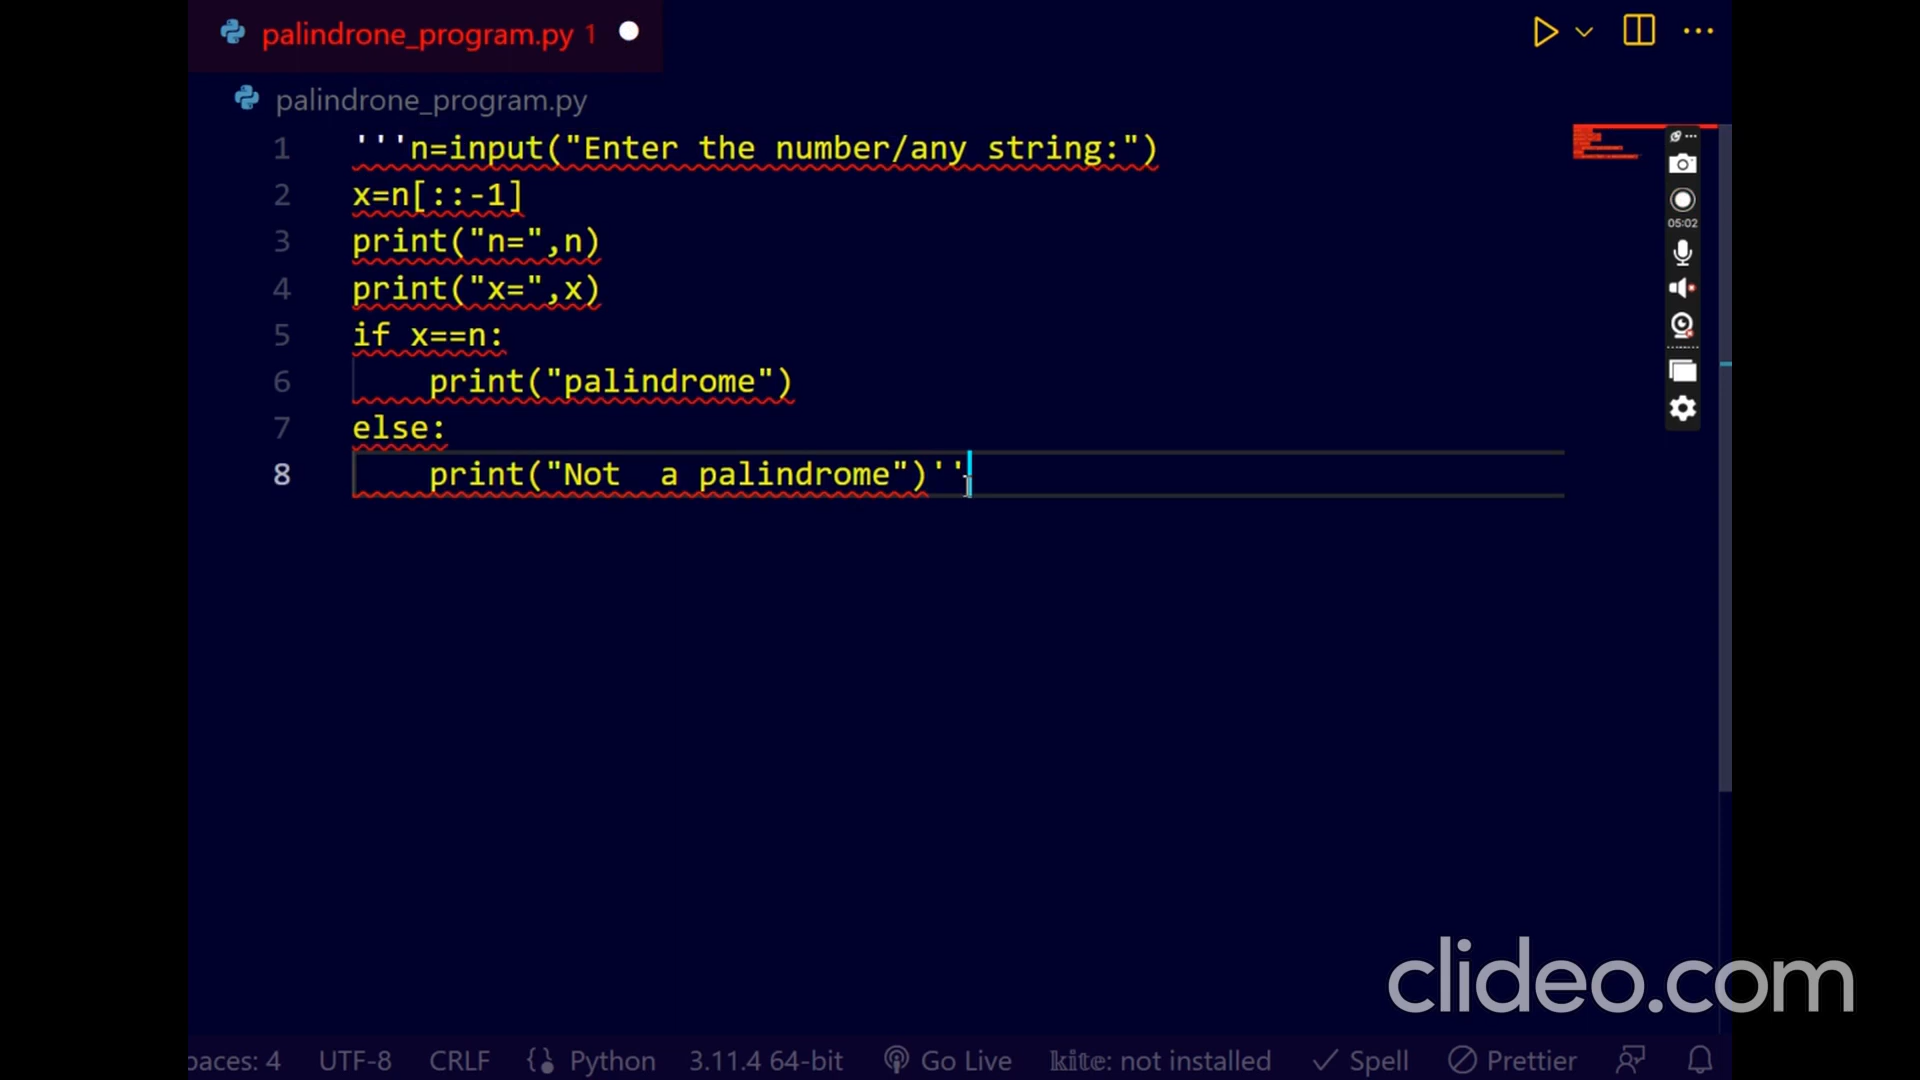 palindrone_program.py 1
palindrone_program.py
1 '''n=input("Enter the number/any string:")
2 x=n[::-1]
3 print("n=",n)
4 print("x=",x)
5 if x==n:
6     print("palindrome")
7 else:
8     print("Not  a palindrome")''
05:02
clideo.com
paces: 4 UTF-8 CRLF {} Python 3.11.4 64-bit Go Live kite: not installed Spell Prettier